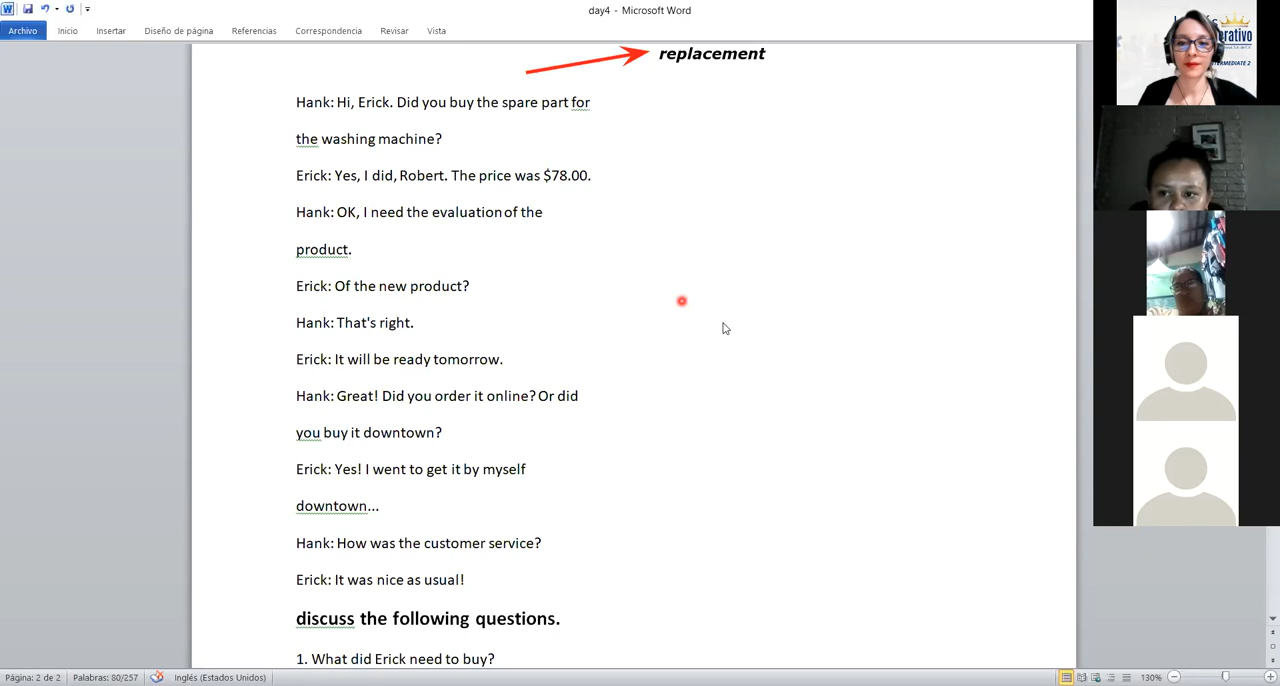 day4 - Microsoft Word
Archivo Inicio Insertar Diseño de página Referencias Correspondencia Revisar Vista
replacement
Hank: Hi, Erick. Did you buy the spare part for
the washing machine?
Erick: Yes, I did, Robert. The price was $78.00.
Hank: OK, I need the evaluation of the
product.
Erick: Of the new product?
Hank: That's right.
Erick: It will be ready tomorrow.
Hank: Great! Did you order it online? Or did
you buy it downtown?
Erick: Yes! I went to get it by myself
downtown...
Hank: How was the customer service?
Erick: It was nice as usual!
discuss the following questions.
1. What did Erick need to buy?
Página: 2 de 2 Palabras: 80/257 Inglés (Estados Unidos) 130%